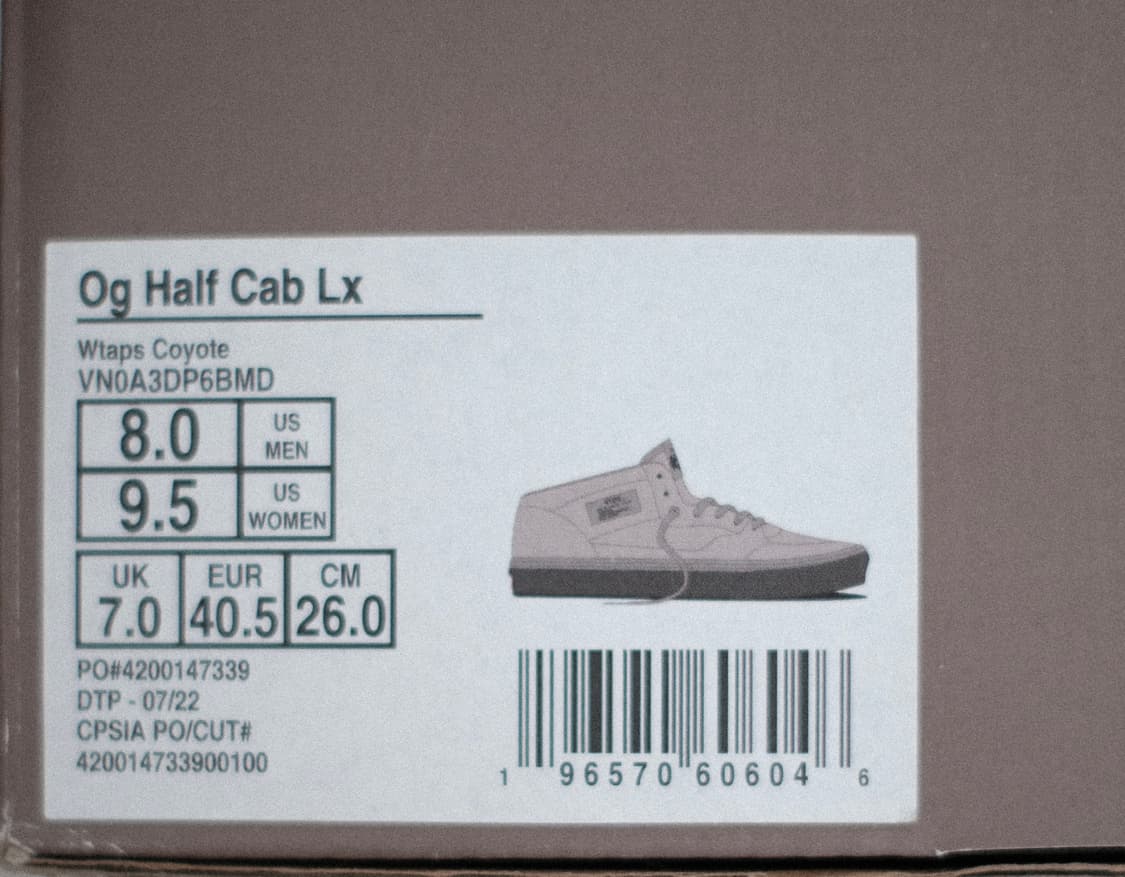 Og Half Cab Lx
Wtaps Coyote
VN0A3DP6BMD
8.0 US MEN
9.5 US WOMEN
UK EUR CM
7.0 40.5 26.0
PO#4200147339
DTP - 07/22
CPSIA PO/CUT#
420014733900100
1 96570 60604 6